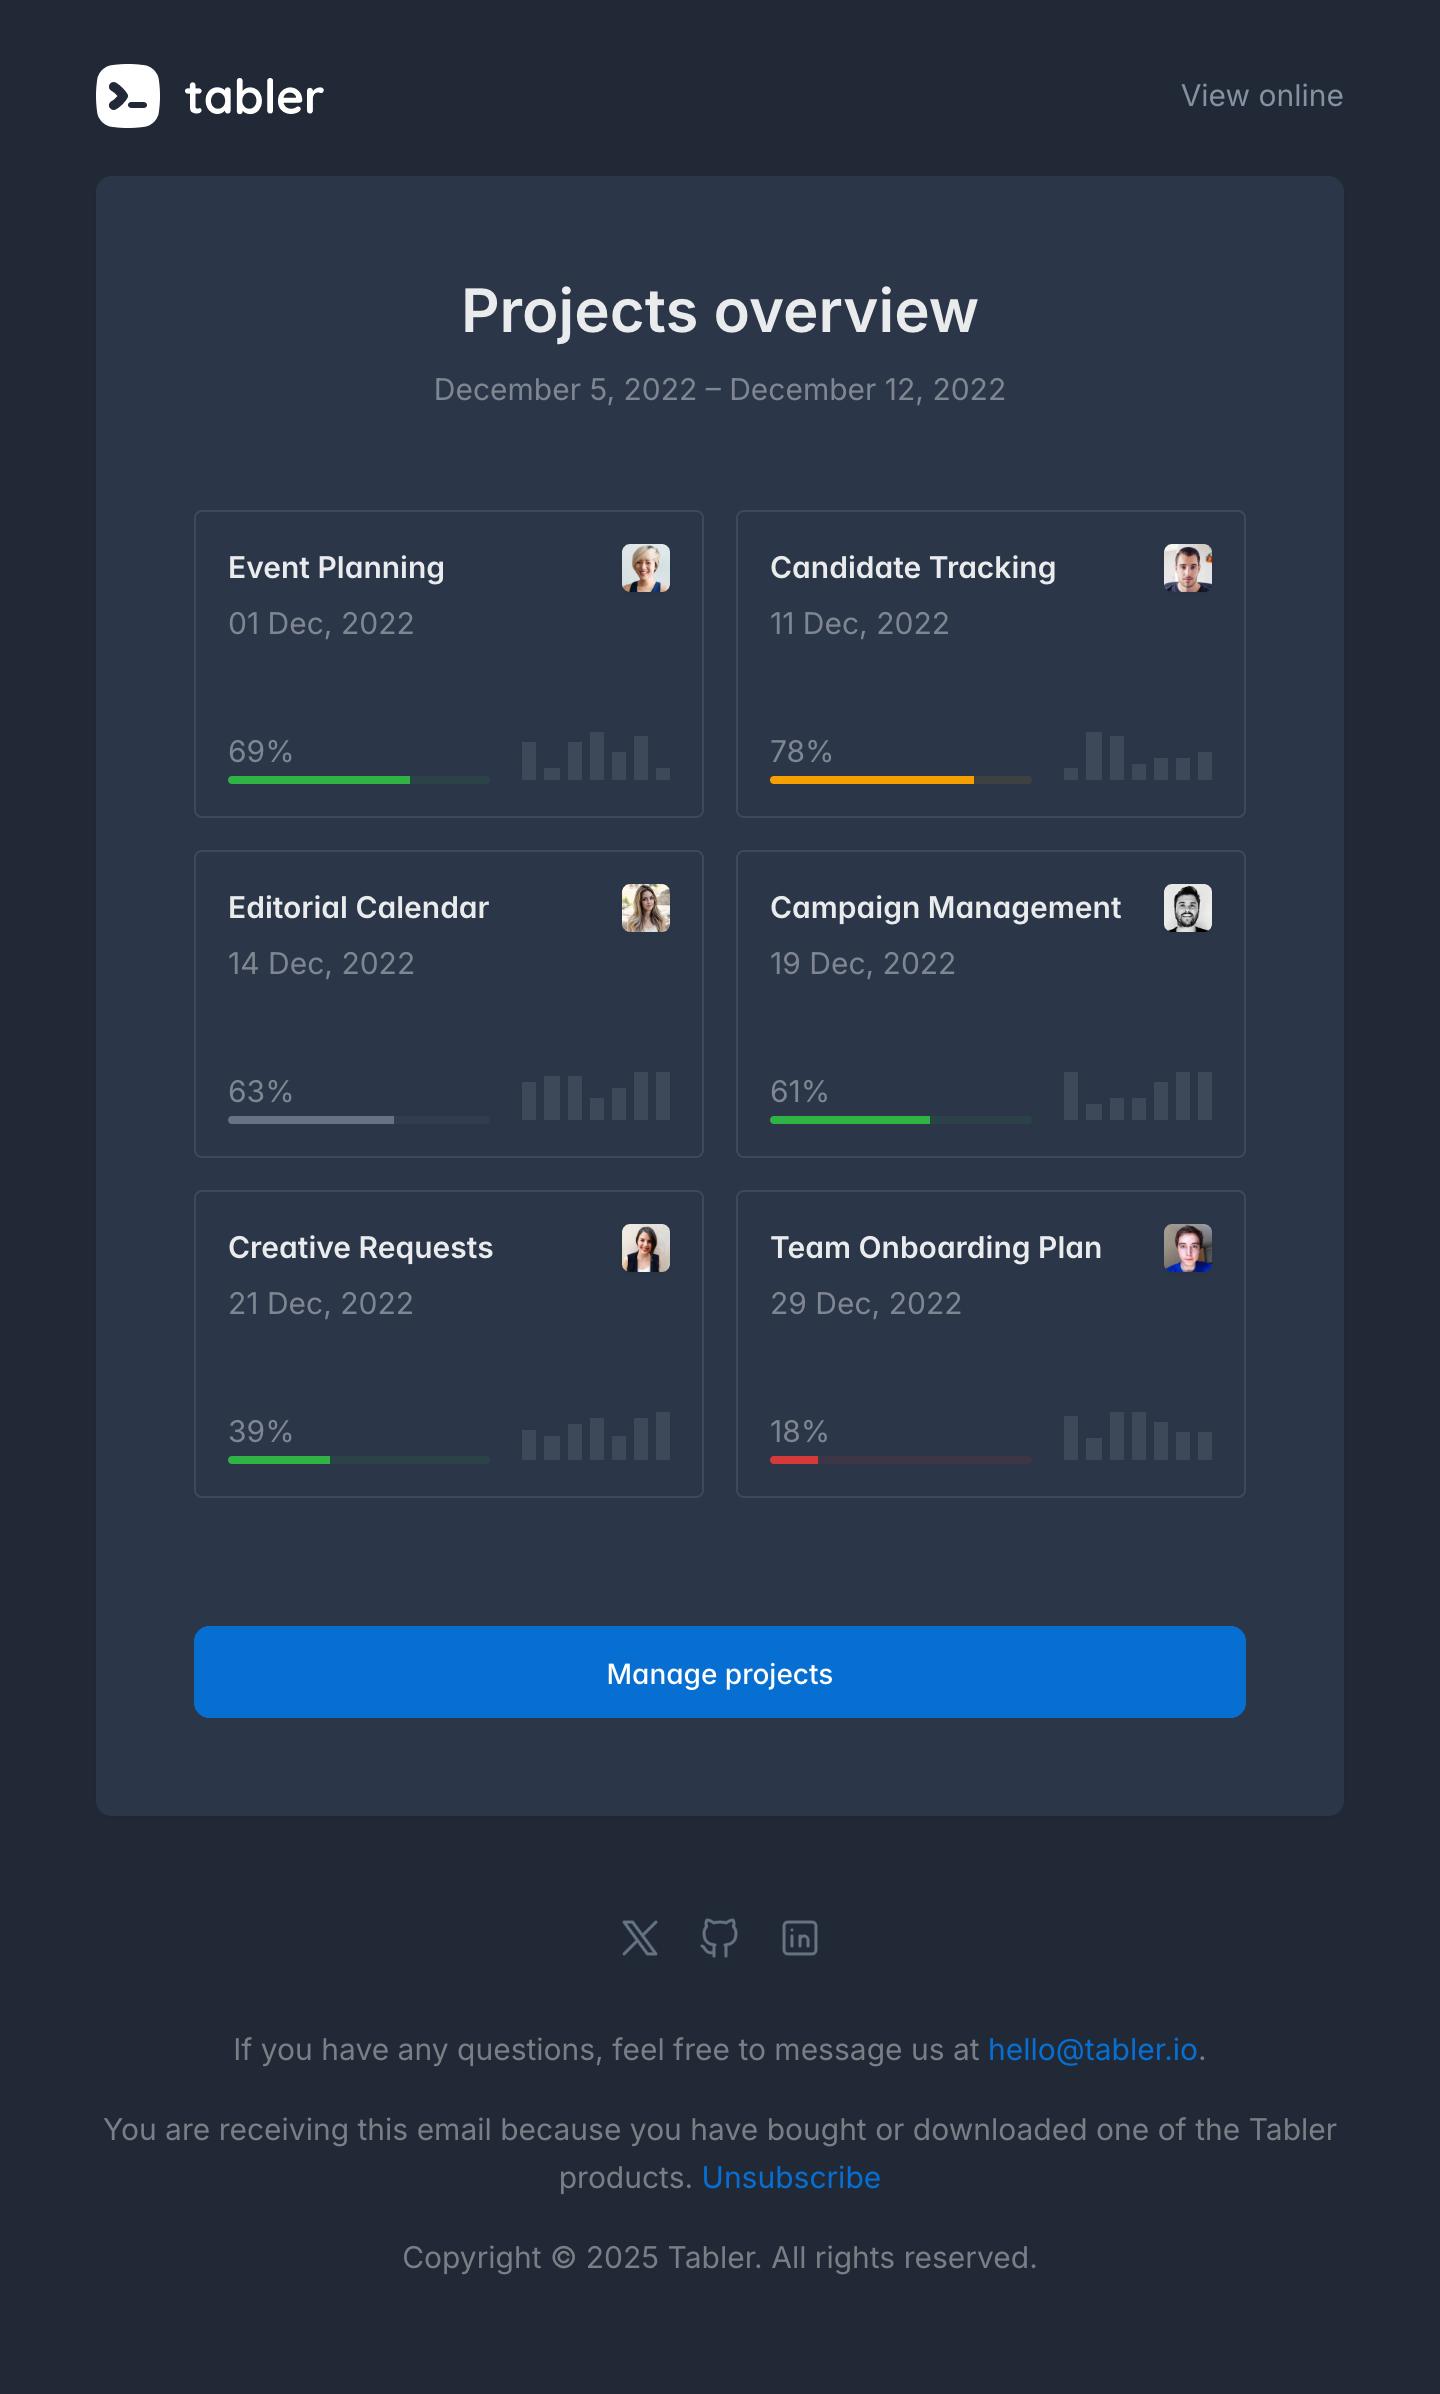 tabler
View online
Projects overview
December 5, 2022 – December 12, 2022
Event Planning
01 Dec, 2022
69%
Candidate Tracking
11 Dec, 2022
78%
Editorial Calendar
14 Dec, 2022
63%
Campaign Management
19 Dec, 2022
61%
Creative Requests
21 Dec, 2022
39%
Team Onboarding Plan
29 Dec, 2022
18%
Manage projects
If you have any questions, feel free to message us at hello@tabler.io.
You are receiving this email because you have bought or downloaded one of the Tabler
products. Unsubscribe
Copyright © 2025 Tabler. All rights reserved.